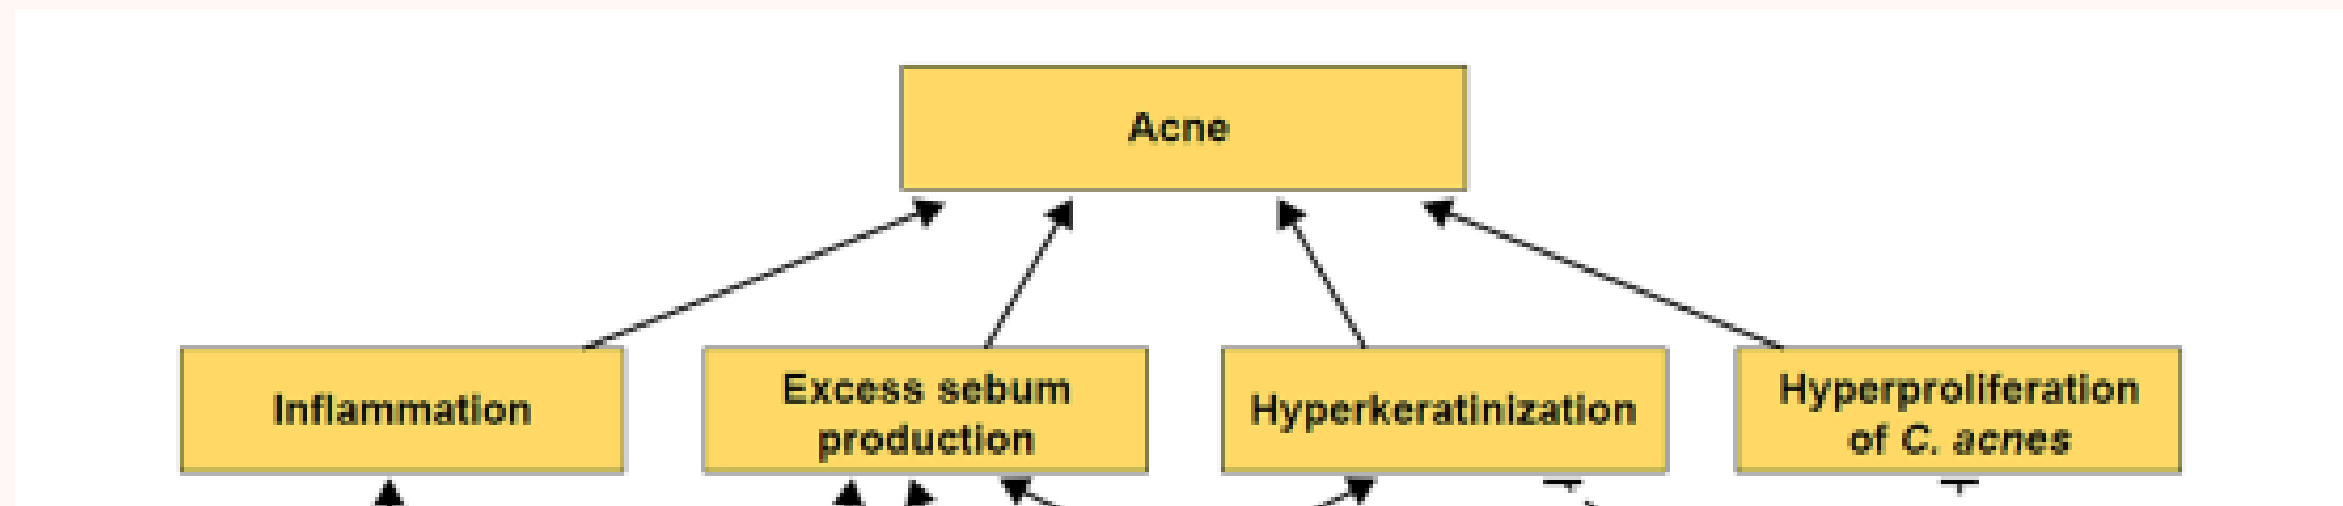 Acne
Inflammation
Excess sebum
production
Hyperkeratinization
Hyperproliferation
of C. acnes